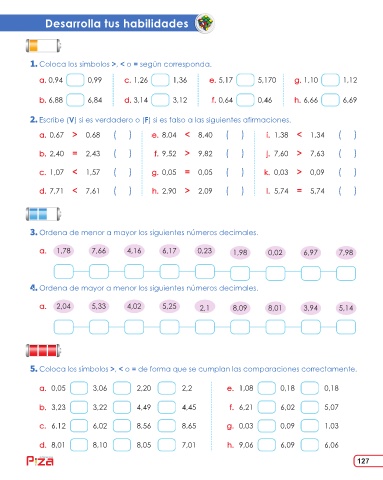 Desarrolla tus habilidades
1. Coloca los símbolos >, < o = según corresponda.
a. 0,94 0,99 c. 1,26 1,36 e. 5,17 5,170 g. 1,10 1,12
b. 6,88 6,84 d. 3,14 3,12 f. 0,64 0,46 h. 6,66 6,69
2. Escribe (V) si es verdadero o (F) si es falso a las siguientes afirmaciones.
a. 0,67 > 0,68 ( ) e. 8,04 < 8,40 ( ) i. 1,38 < 1,34 ( )
b. 2,40 = 2,43 ( ) f. 9,52 > 9,82 ( ) j. 7,60 > 7,63 ( )
c. 1,07 < 1,57 ( ) g. 0,05 = 0,05 ( ) k. 0,03 > 0,09 ( )
d. 7,71 < 7,61 ( ) h. 2,90 > 2,09 ( ) l. 5,74 = 5,74 ( )
3. Ordena de menor a mayor los siguientes números decimales.
a. 1,78 7,66 4,16 6,17 0,23 1,98 0,02 6,97 7,98
4. Ordena de mayor a menor los siguientes números decimales.
a. 2,04 5,33 4,02 5,25 2,1 8,09 8,01 3,94 5,14
5. Coloca los símbolos >, < o = de forma que se cumplan las comparaciones correctamente.
a. 0,05 3,06 2,20 2,2 e. 1,08 0,18 0,18
b. 3,23 3,22 4,49 4,45 f. 6,21 6,02 5,07
c. 6,12 6,02 8,56 8,65 g. 0,03 0,09 1,03
d. 8,01 8,10 8,05 7,01 h. 9,06 6,09 6,06
127